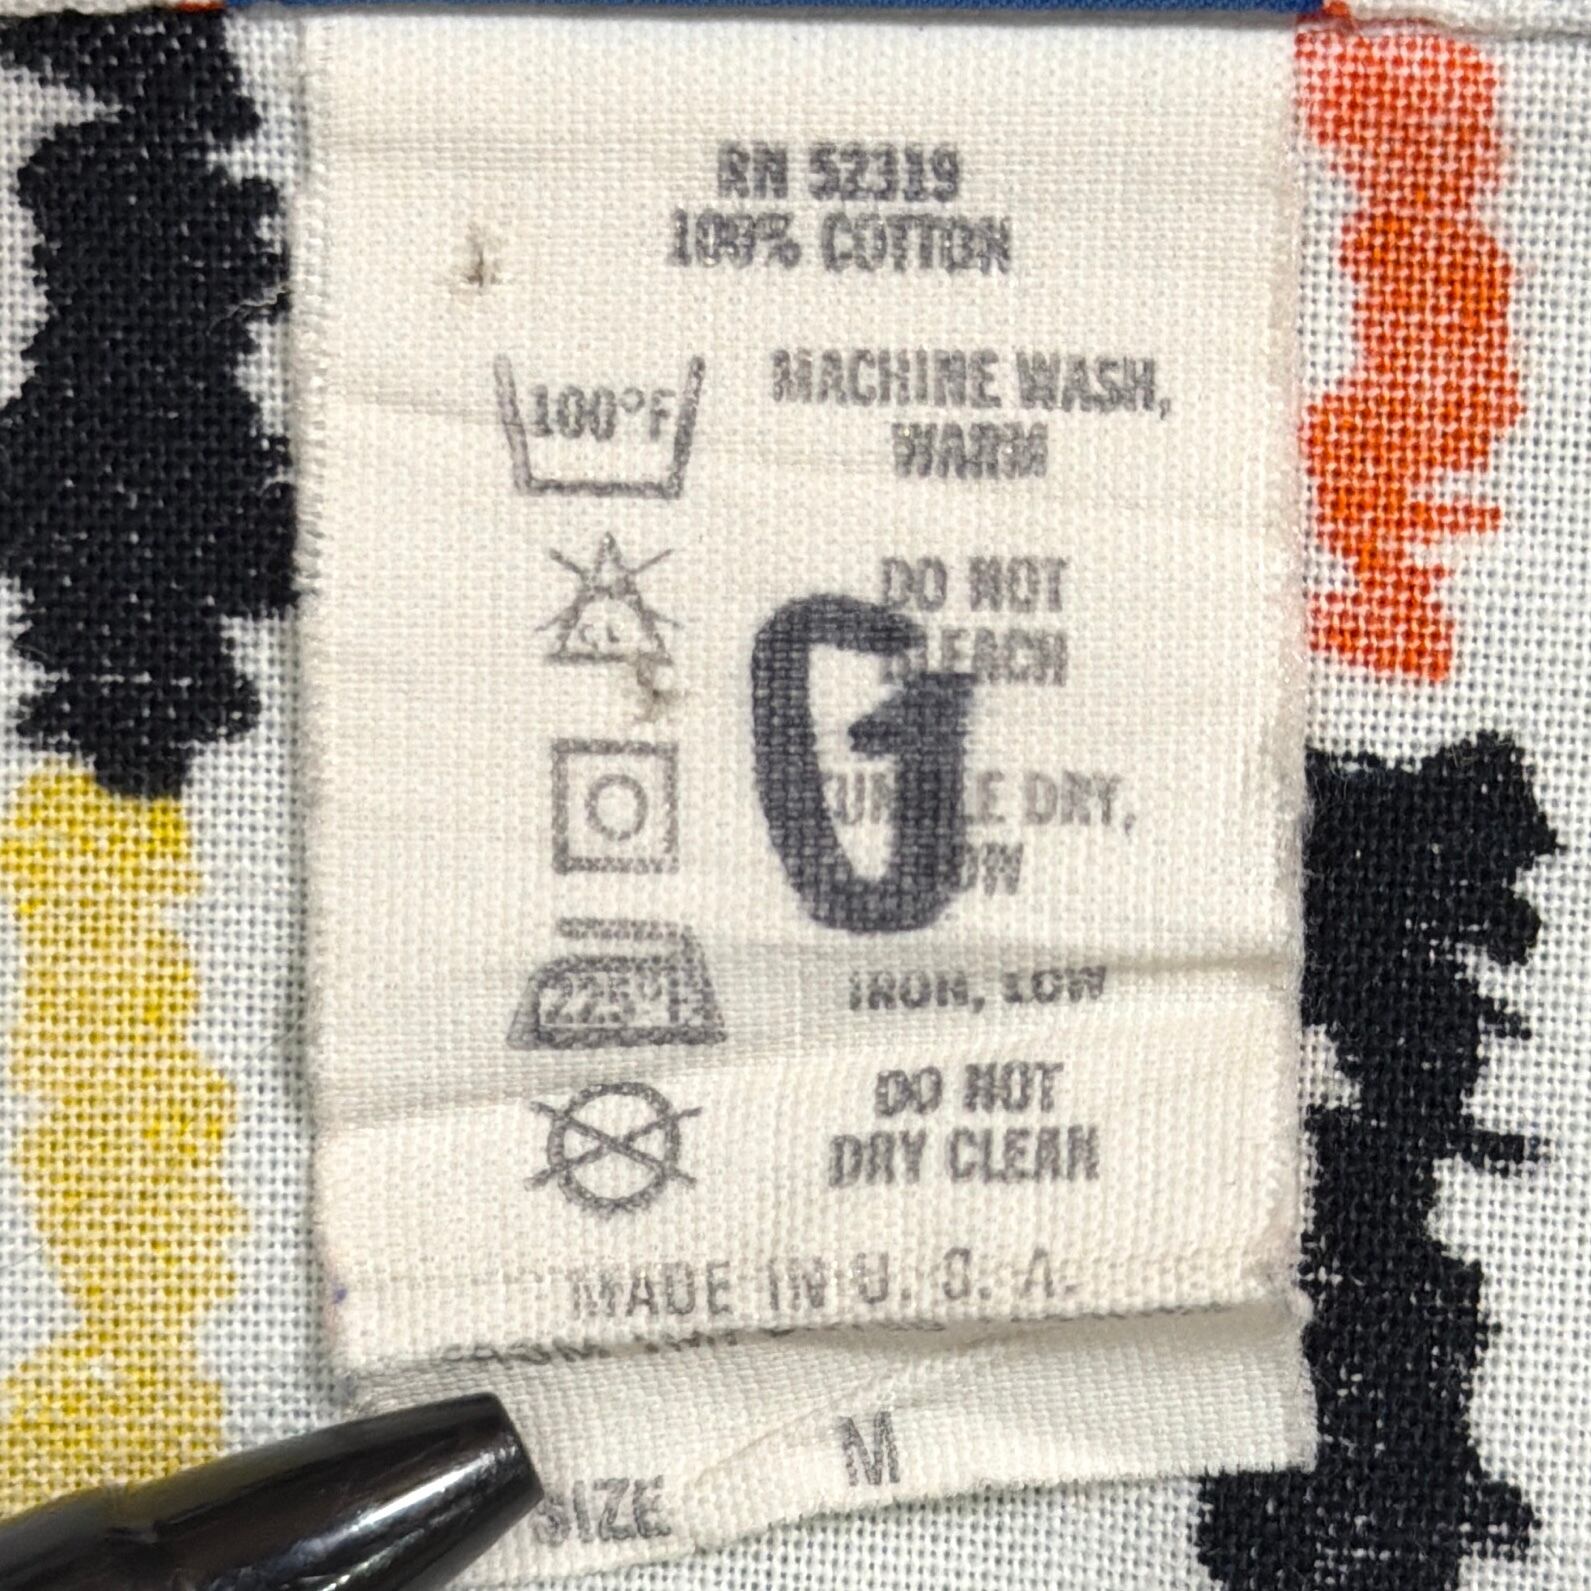 RN 52319
100% COTTON
100°F
MACHINE WASH,
WARM
CL
DO NOT
BLEACH
G
TUMBLE DRY,
LOW
225°F
IRON, LOW
DO NOT
DRY CLEAN
MADE IN U. S. A.
M
SIZE